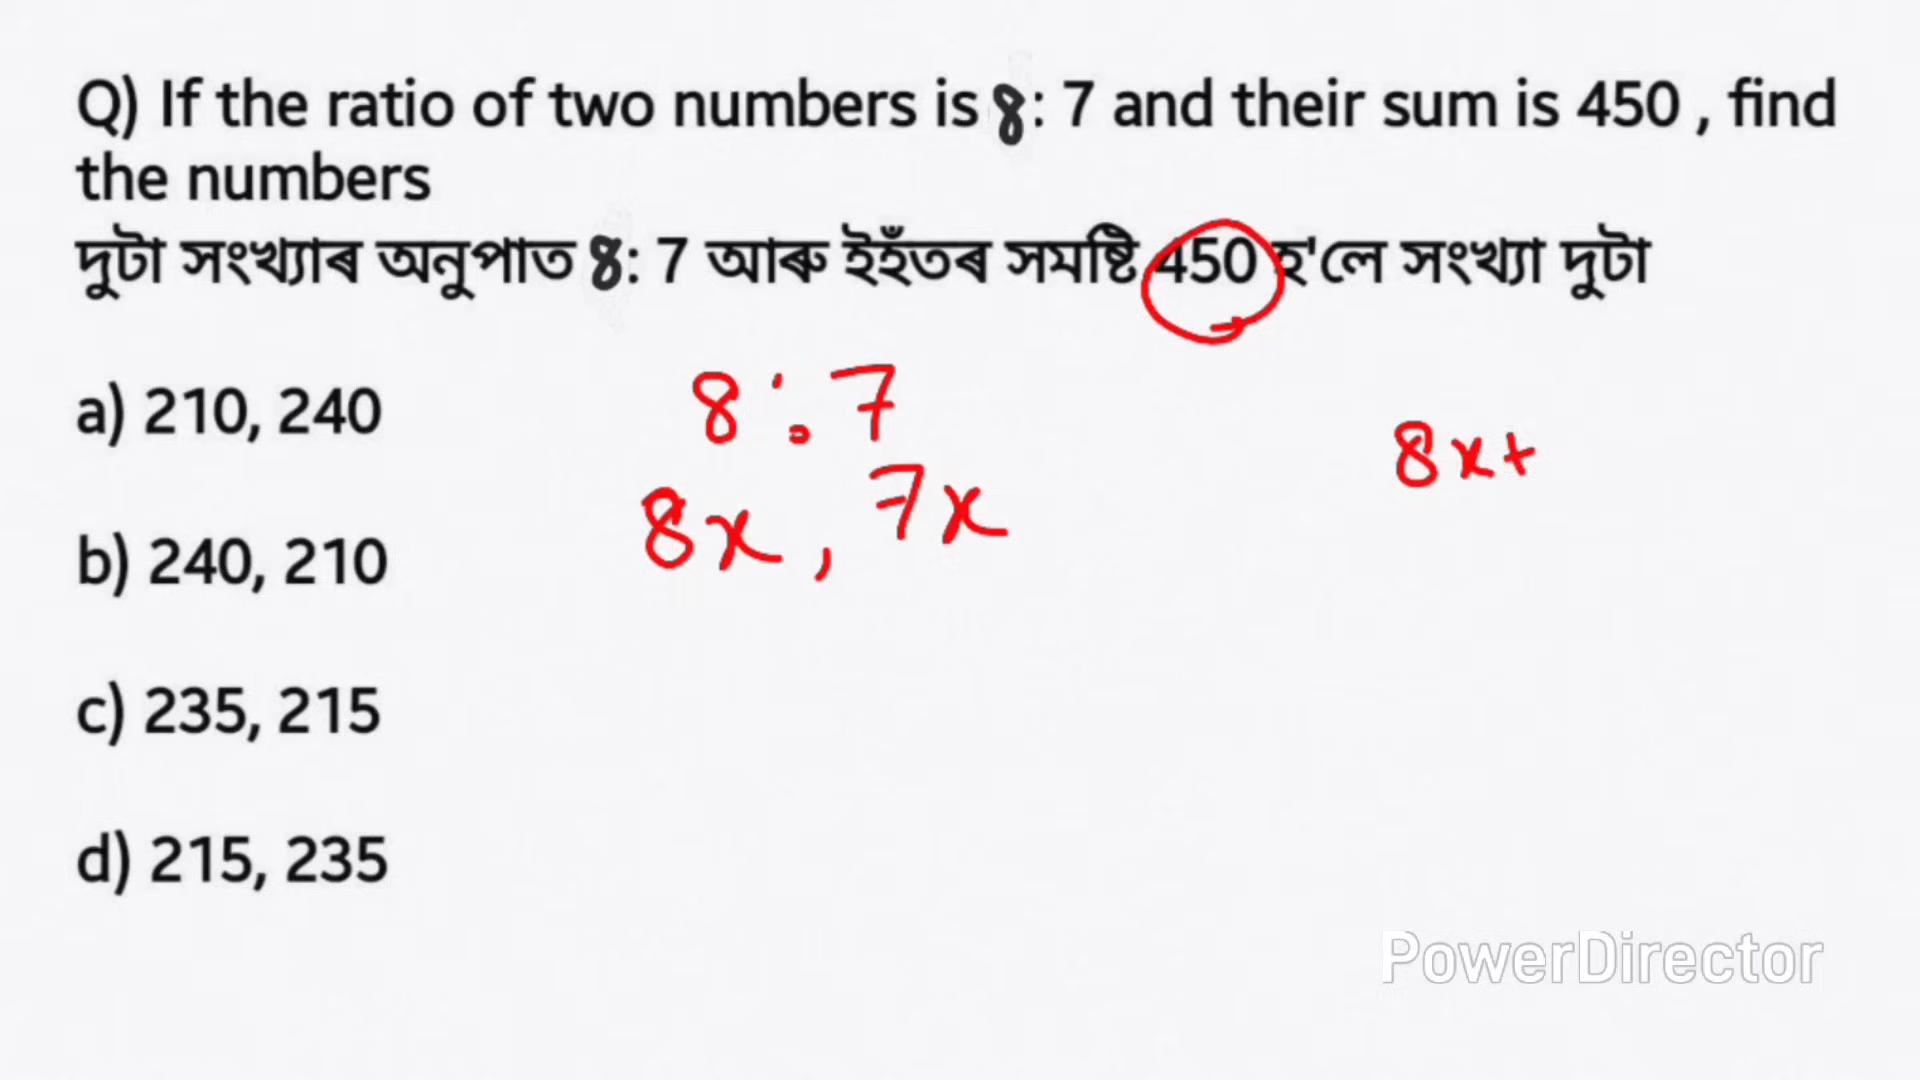 Q) If the ratio of two numbers is 8: 7 and their sum is 450 , find
the numbers
দুটা সংখ্যাৰ অনুপাত 8: 7 আৰু ইহঁতৰ সমষ্টি 450 হ'লে সংখ্যা দুটা
a) 210, 240
8 : 7
8x+
8x , 7x
b) 240, 210
c) 235, 215
d) 215, 235
PowerDirector